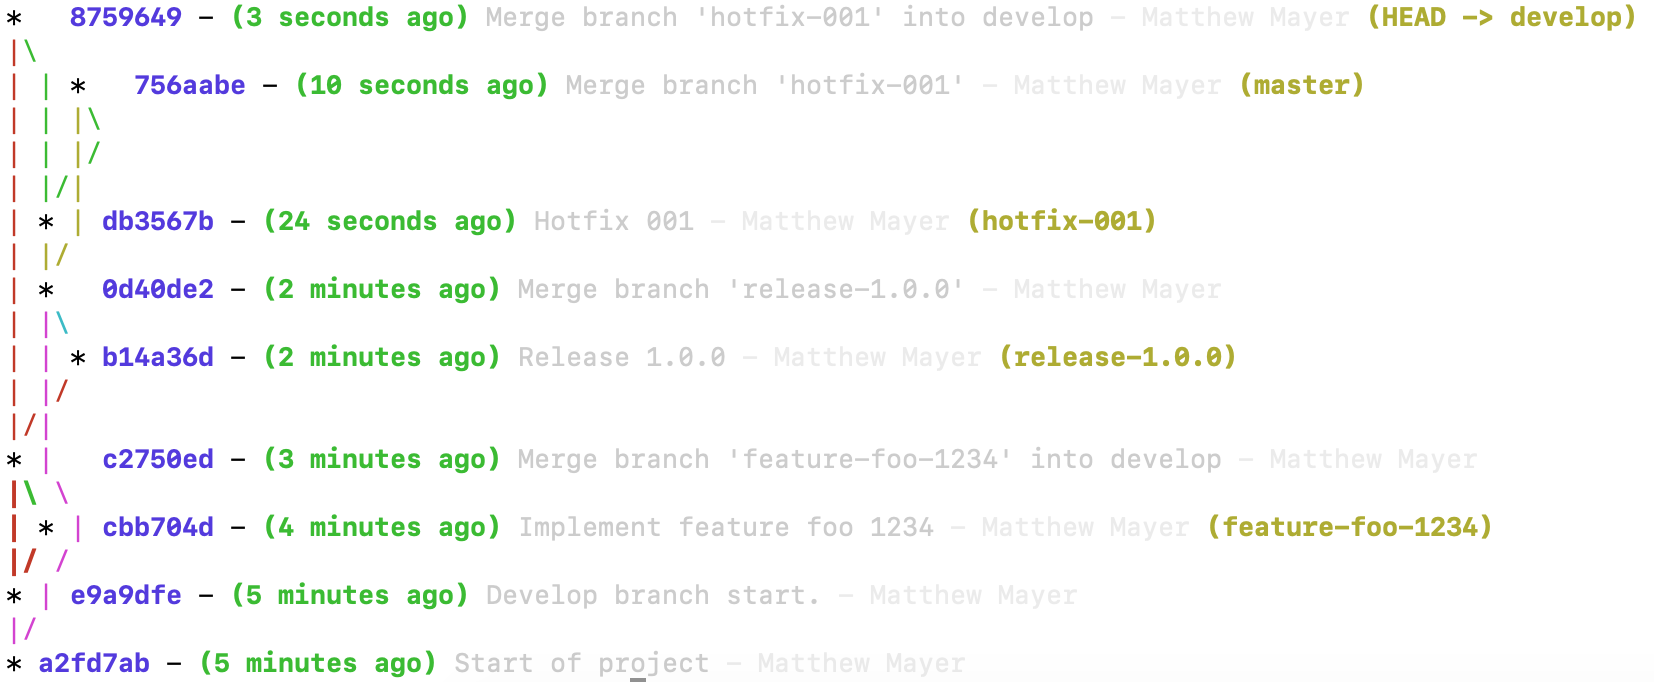 *   8759649 - (3 seconds ago) Merge branch 'hotfix-001' into develop - Matthew Mayer (HEAD -> develop)
|\
| | *   756aabe - (10 seconds ago) Merge branch 'hotfix-001' - Matthew Mayer (master)
| | |\
| | |/
| |/|
| * | db3567b - (24 seconds ago) Hotfix 001 - Matthew Mayer (hotfix-001)
| |/
| *   0d40de2 - (2 minutes ago) Merge branch 'release-1.0.0' - Matthew Mayer
| |\
| | * b14a36d - (2 minutes ago) Release 1.0.0 - Matthew Mayer (release-1.0.0)
| |/
|/|
* |   c2750ed - (3 minutes ago) Merge branch 'feature-foo-1234' into develop - Matthew Mayer
|\ \
| * | cbb704d - (4 minutes ago) Implement feature foo 1234 - Matthew Mayer (feature-foo-1234)
|/ /
* | e9a9dfe - (5 minutes ago) Develop branch start. - Matthew Mayer
|/
* a2fd7ab - (5 minutes ago) Start of project - Matthew Mayer